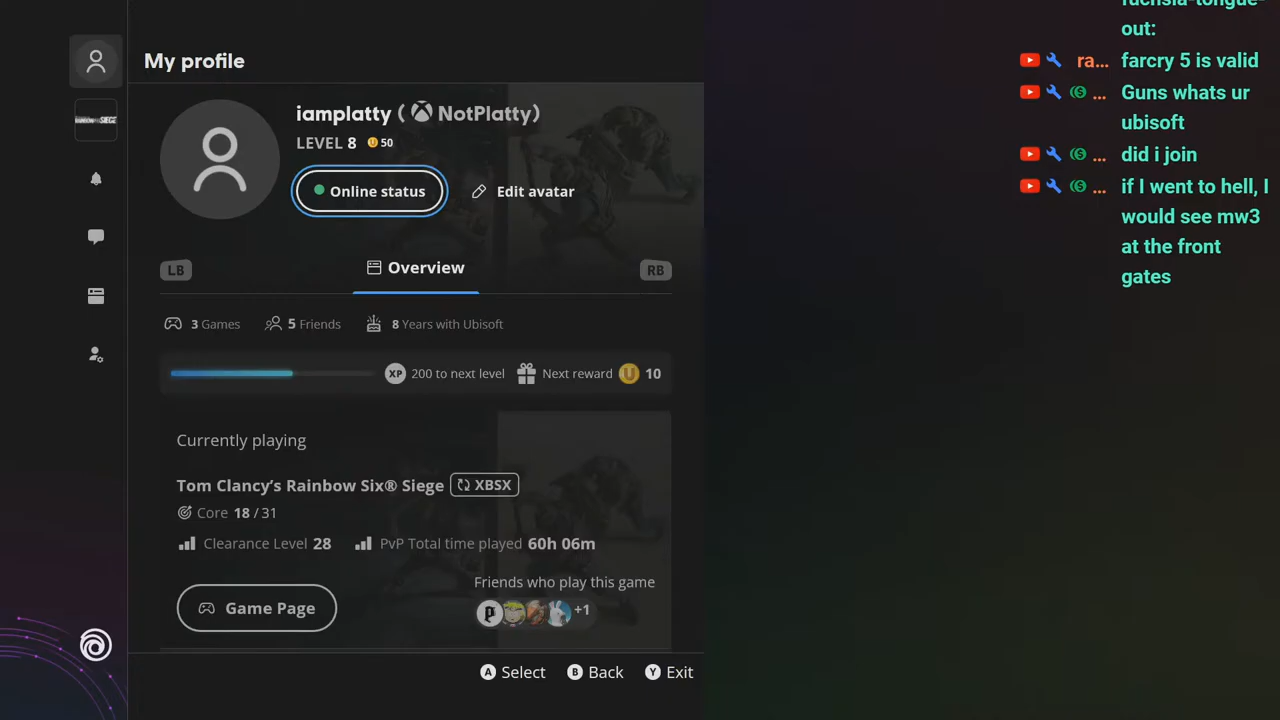 My profile
iamplatty ( NotPlatty)
LEVEL 8 50
Online status
Edit avatar
LB
Overview
RB
3 Games
5 Friends
8 Years with Ubisoft
XP 200 to next level
Next reward U 10
Currently playing
Tom Clancy's Rainbow Six® Siege XBSX
Core 18 / 31
Clearance Level 28
PvP Total time played 60h 06m
Friends who play this game
+1
Game Page
A Select
B Back
Y Exit
fuchsia-tongue-
out:
ra... farcry 5 is valid
... Guns whats ur
ubisoft
... did i join
... if I went to hell, I
would see mw3
at the front
gates